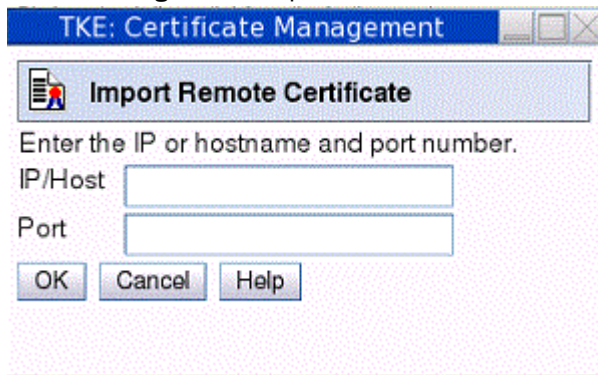 TKE: Certificate Management
Import Remote Certificate
Enter the IP or hostname and port number.
IP/Host
Port
OK Cancel Help